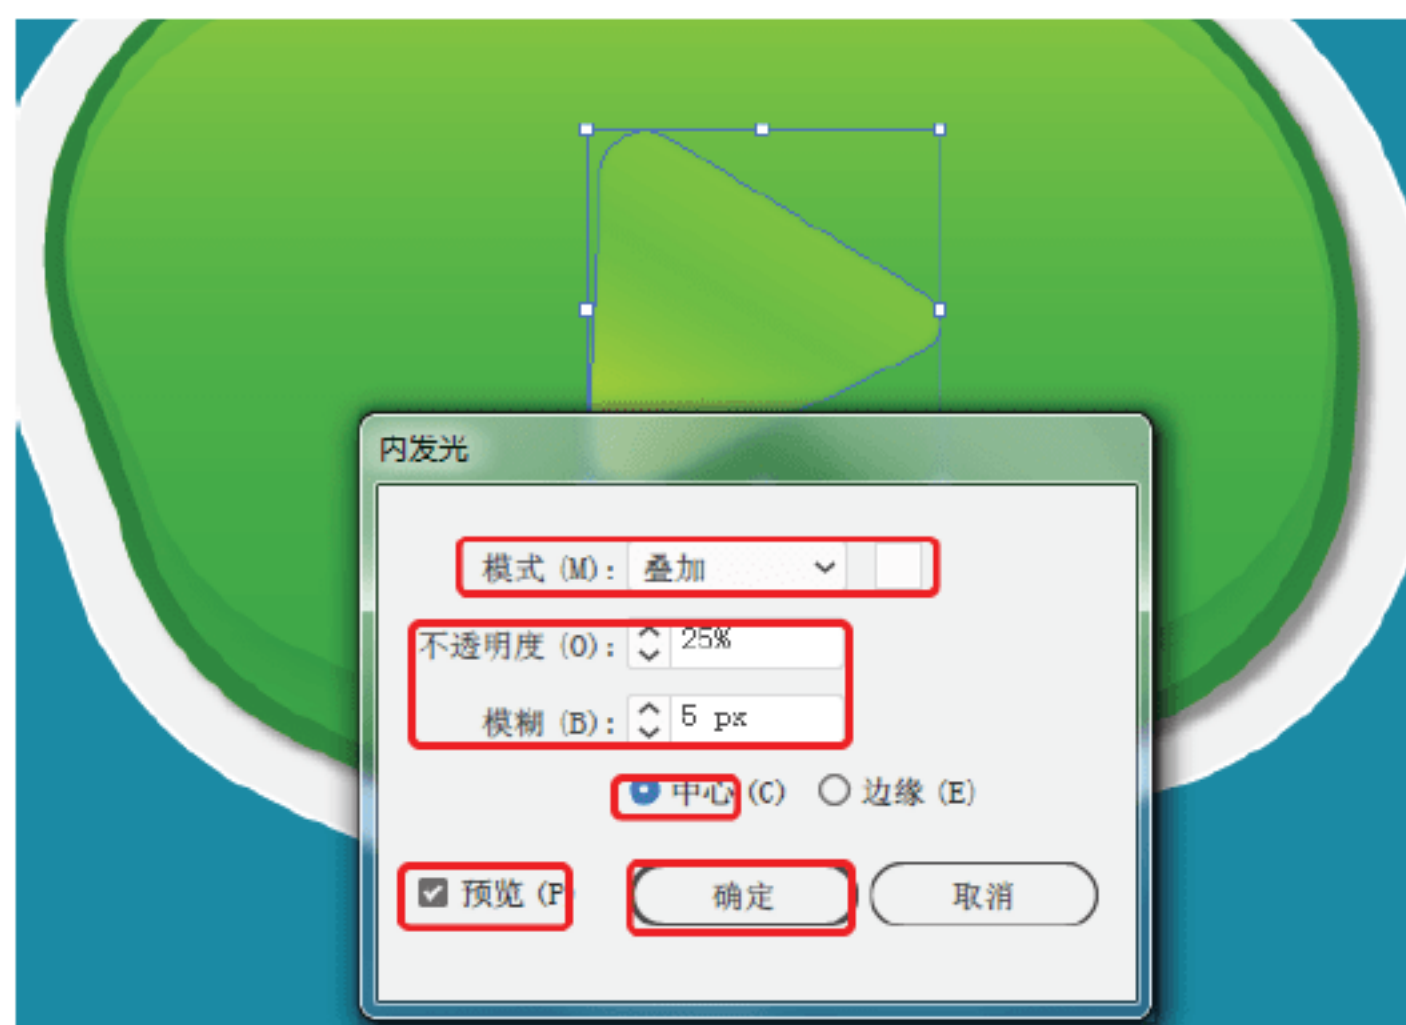 内发光
模式 (M): 叠加
不透明度 (O): 25%
模糊 (B): 5 px
中心 (C) 边缘 (E)
预览 (P) 确定 取消